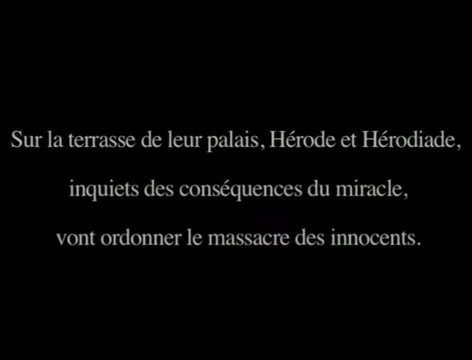 Sur la terrasse de leur palais, Hérode et Hérodiade,
inquiets des conséquences du miracle,
vont ordonner le massacre des innocents.